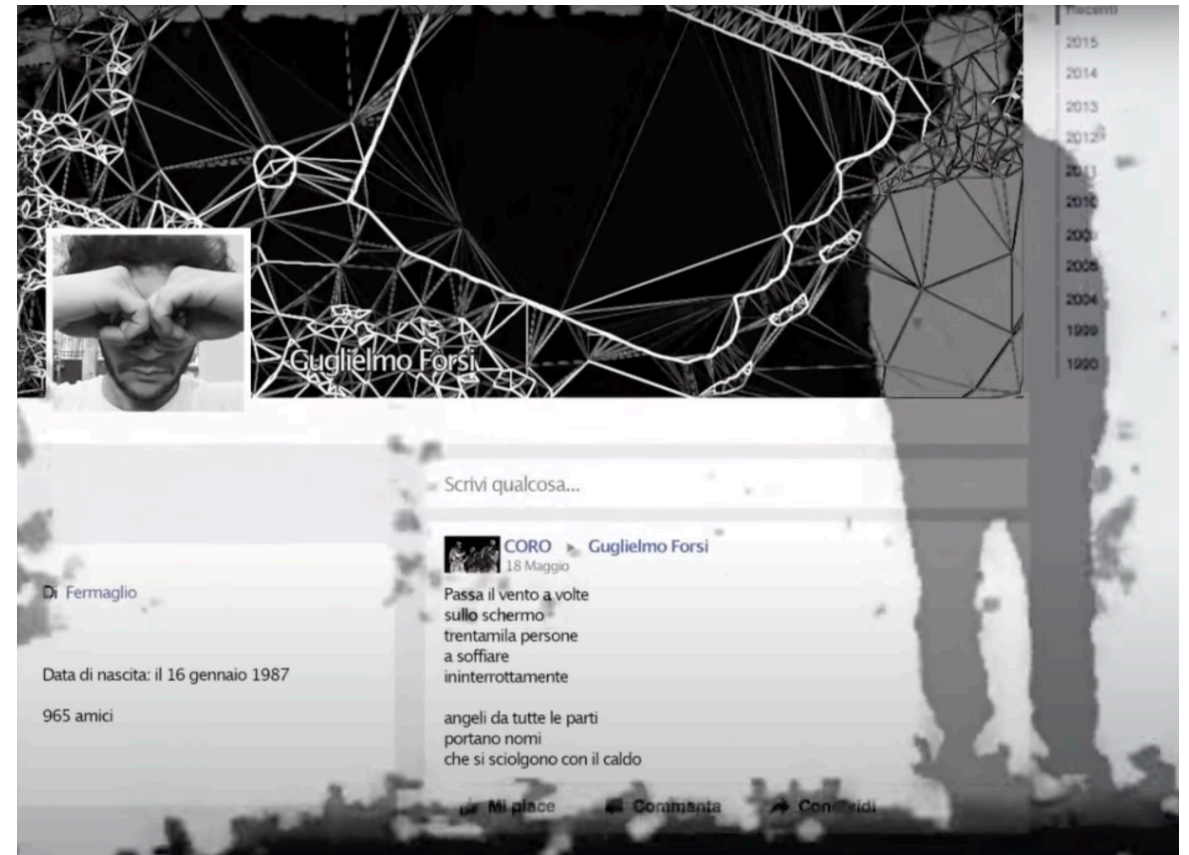 Recenti
2015
2014
2013
2012
2011
2010
2008
2004
1999
1990
Guglielmo Forsi
Scrivi qualcosa...
CORO ▸ Guglielmo Forsi
18 Maggio
Di Fermaglio
Passa il vento a volte
sullo schermo
trentamila persone
a soffiare
ininterrottamente
Data di nascita: il 16 gennaio 1987
965 amici
angeli da tutte le parti
portano nomi
che si sciolgono con il caldo
Mi piace Commenta Condividi